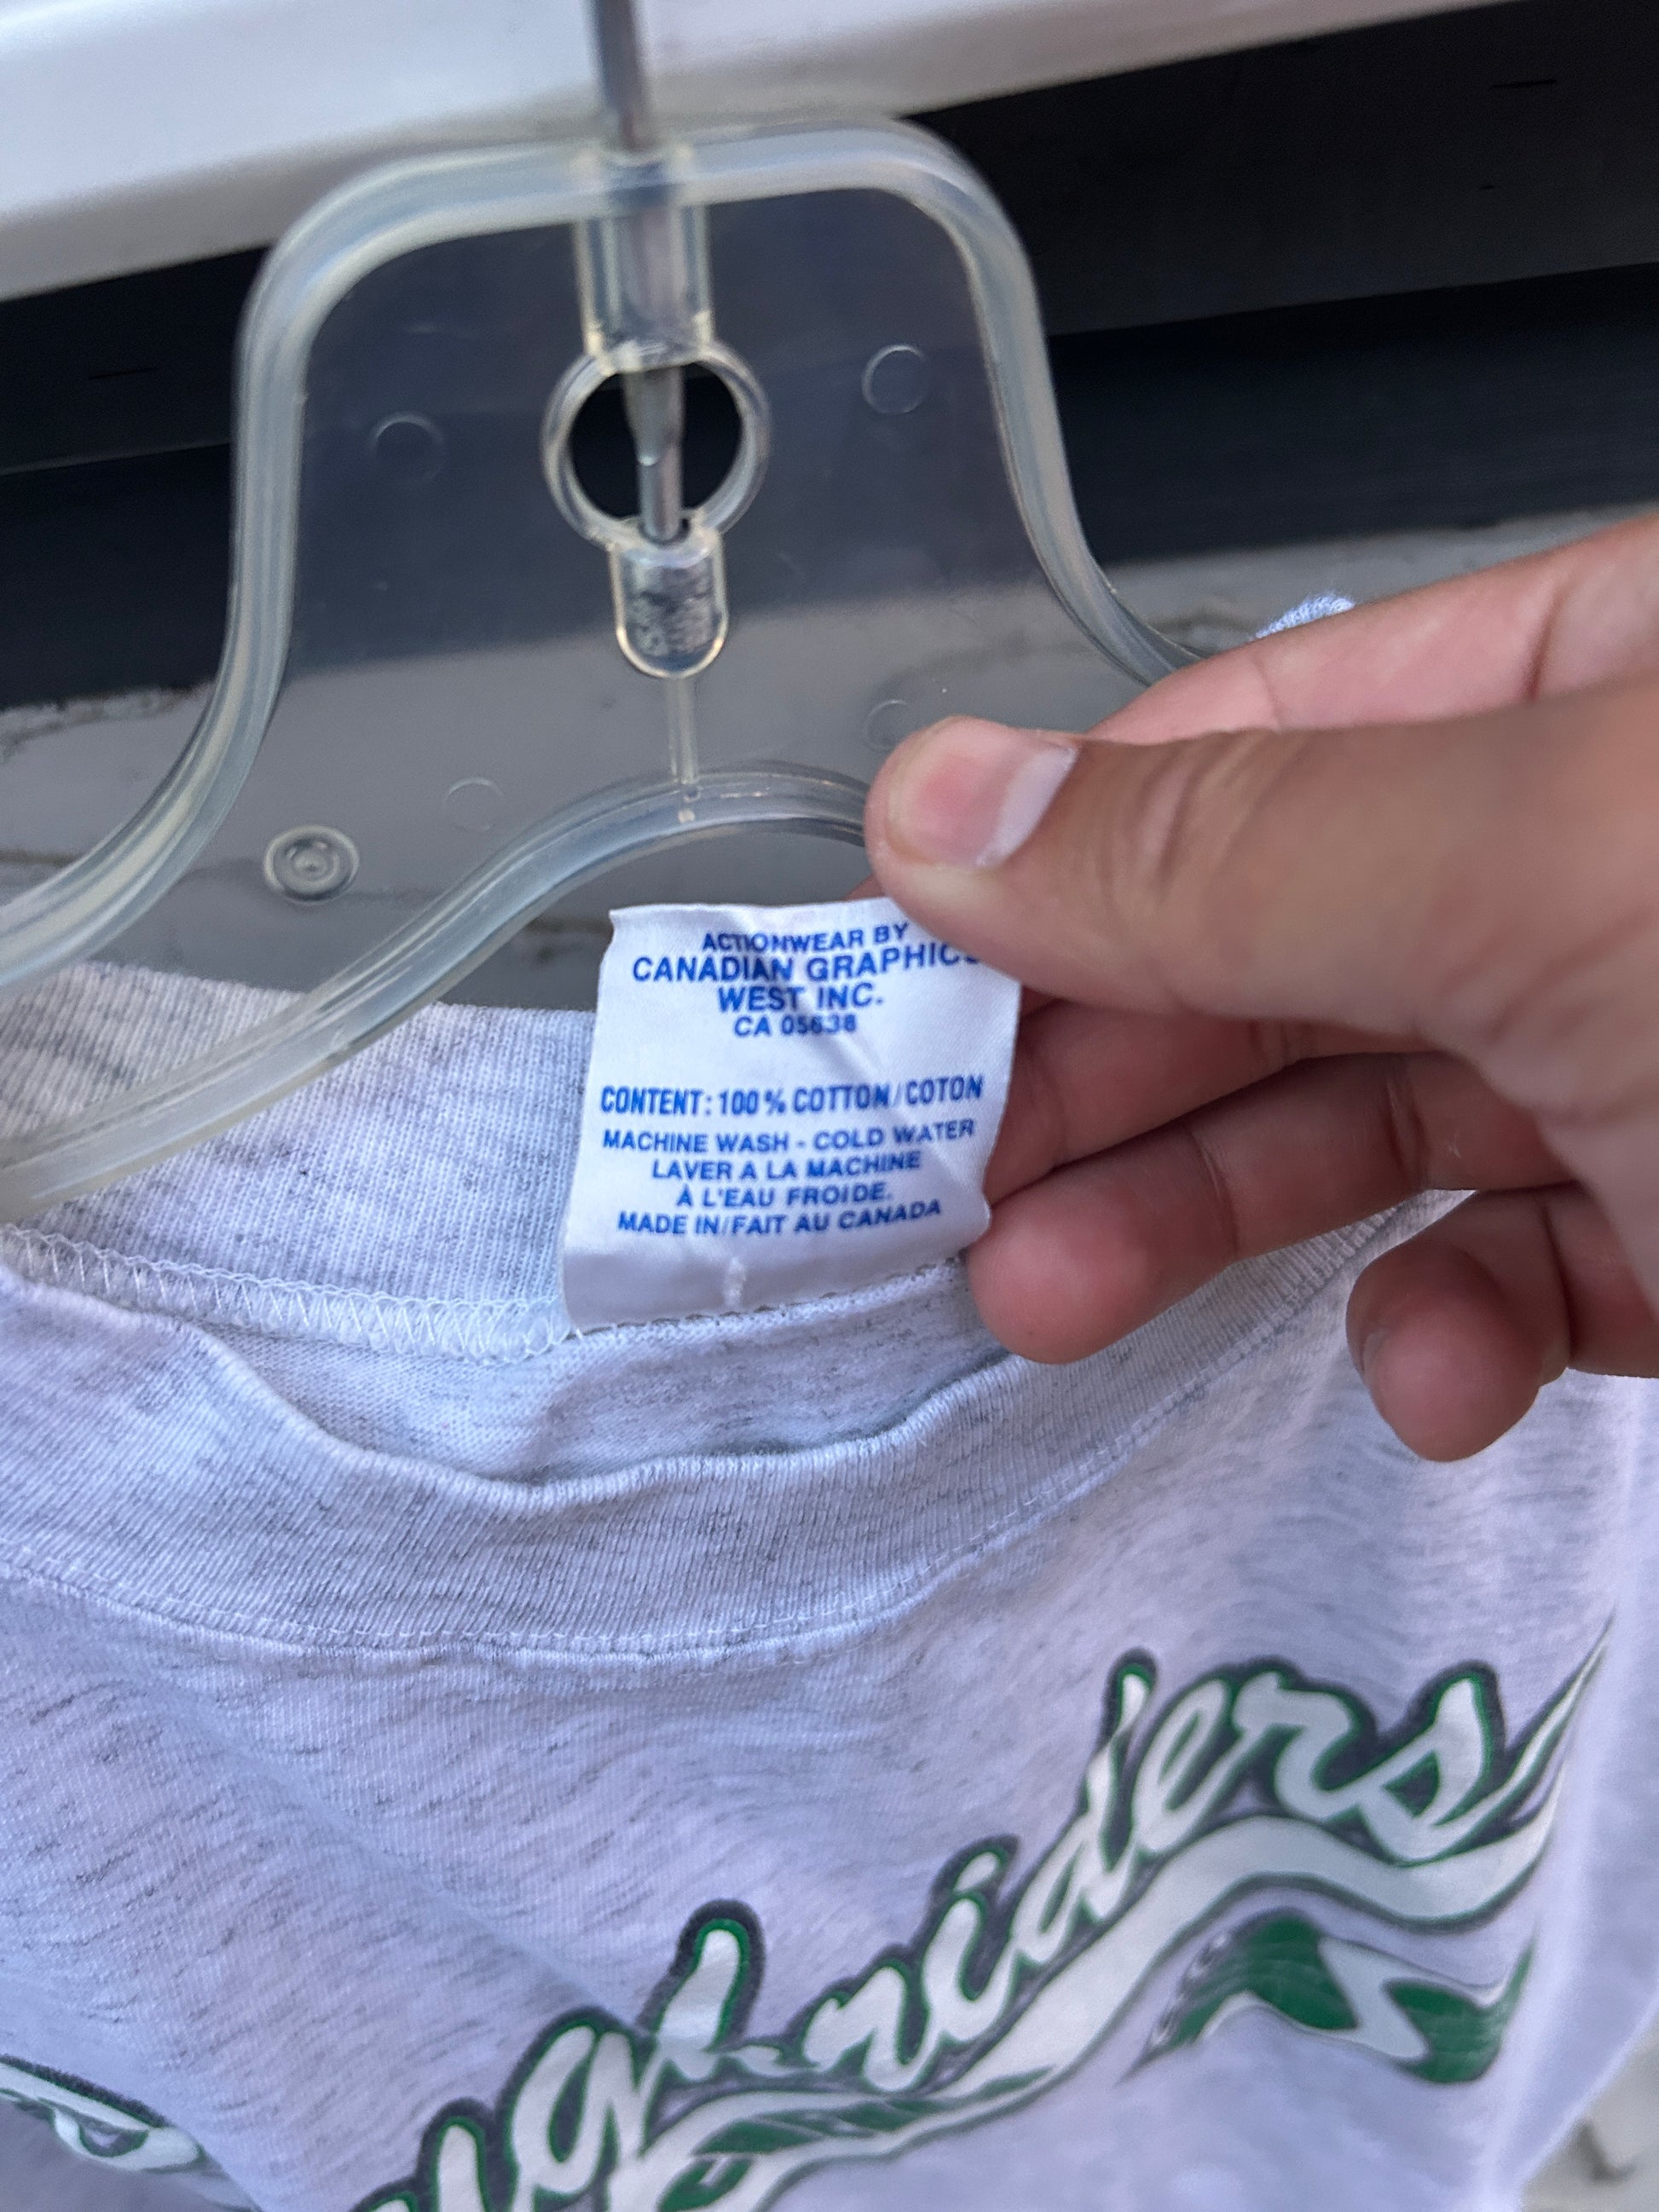 ACTIONWEAR BY
CANADIAN GRAPHICS
WEST INC.
CA 05638
CONTENT: 100% COTTON/COTON
MACHINE WASH - COLD WATER
LAVER A LA MACHINE
À L'EAU FROIDE.
MADE IN/FAIT AU CANADA
ughriders